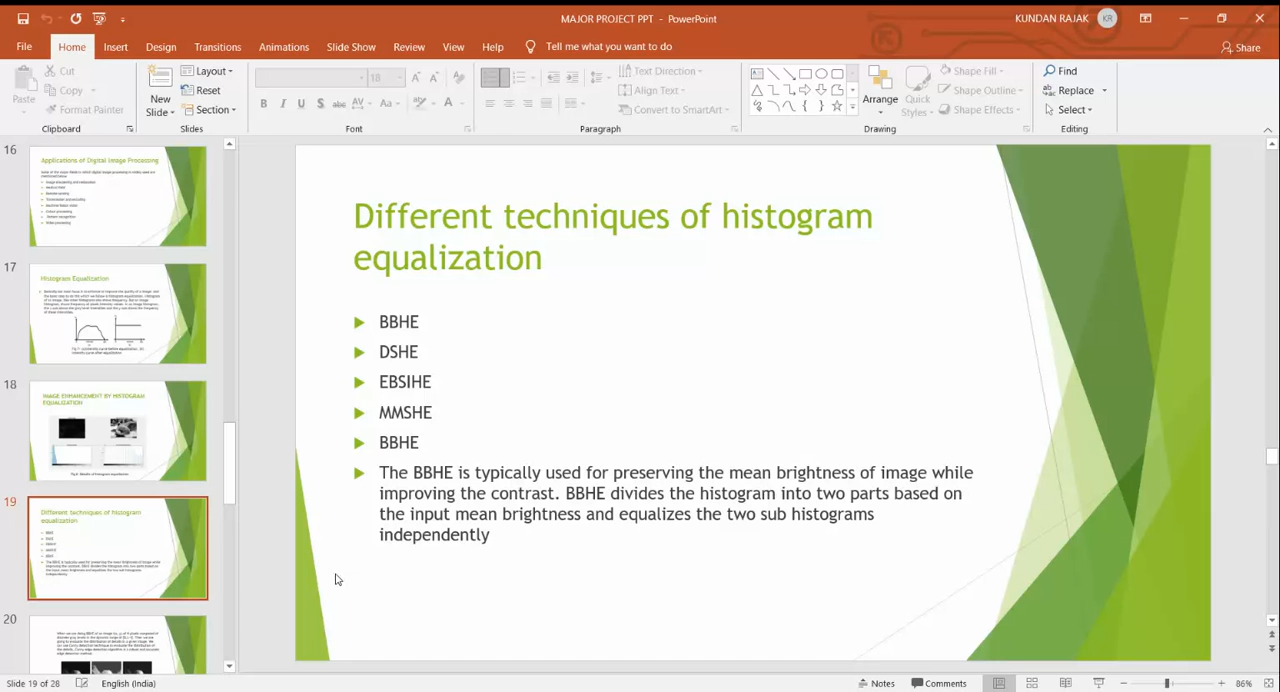 MAJOR PROJECT PPT - PowerPoint
KUNDAN RAJAK
KR
File Home Insert Design Transitions Animations Slide Show Review View Help Tell me what you want to do
Share
Paste
Cut
Copy
Format Painter
Clipboard
New
Slide
Layout
Reset
Section
Slides
18
B I U S abc AV Aa A
Font
Text Direction
Align Text
Convert to SmartArt
Paragraph
Arrange
Quick
Styles
Shape Fill
Shape Outline
Shape Effects
Drawing
Find
Replace
Select
Editing
16
Applications of Digital Image Processing
17
Histogram Equalization
18
IMAGE ENHANCEMENT BY HISTOGRAM
EQUALIZATION
19
Different techniques of histogram
equalization
20
Different techniques of histogram
equalization
BBHE
DSHE
EBSIHE
MMSHE
BBHE
The BBHE is typically used for preserving the mean brightness of image while
improving the contrast. BBHE divides the histogram into two parts based on
the input mean brightness and equalizes the two sub histograms
independently
Slide 19 of 28
English (India)
Notes
Comments
86%